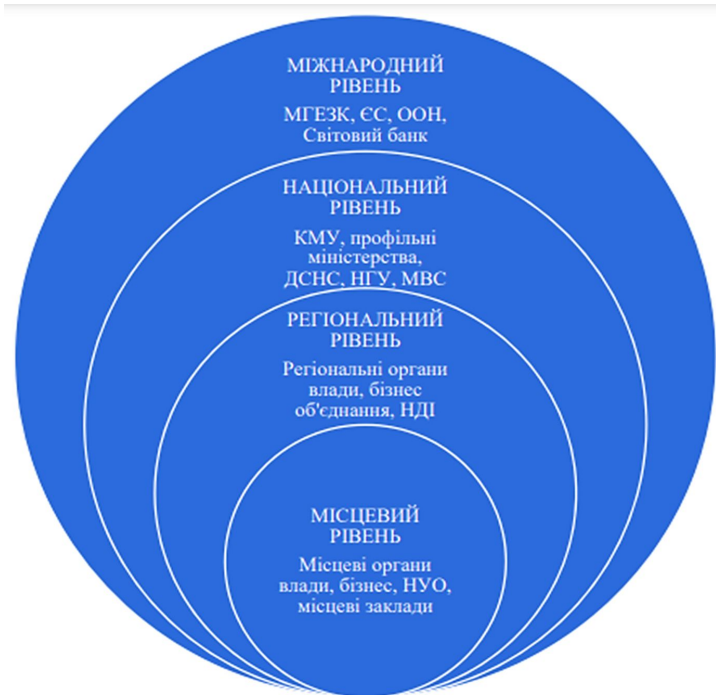 МІЖНАРОДНИЙ
РІВЕНЬ
МГЕЗК, ЄС, ООН,
Світовий банк
НАЦІОНАЛЬНИЙ
РІВЕНЬ
КМУ, профільні
міністерства,
ДСНС, НГУ, МВС
РЕГІОНАЛЬНИЙ
РІВЕНЬ
Регіональні органи
влади, бізнес
об'єднання, НДІ
МІСЦЕВИЙ
РІВЕНЬ
Місцеві органи
влади, бізнес, НУО,
місцеві заклади